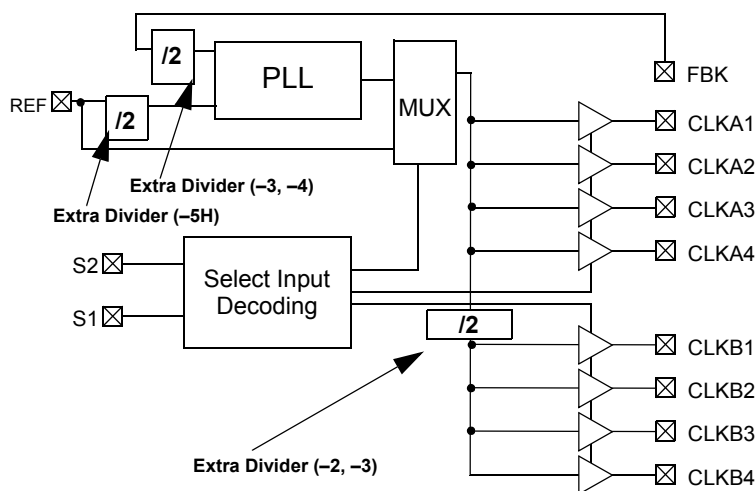 /2
PLL
MUX
FBK
REF
/2
CLKA1
CLKA2
CLKA3
CLKA4
Extra Divider (–3, –4)
Extra Divider (–5H)
S2
S1
Select Input
Decoding
/2
CLKB1
CLKB2
CLKB3
CLKB4
Extra Divider (–2, –3)